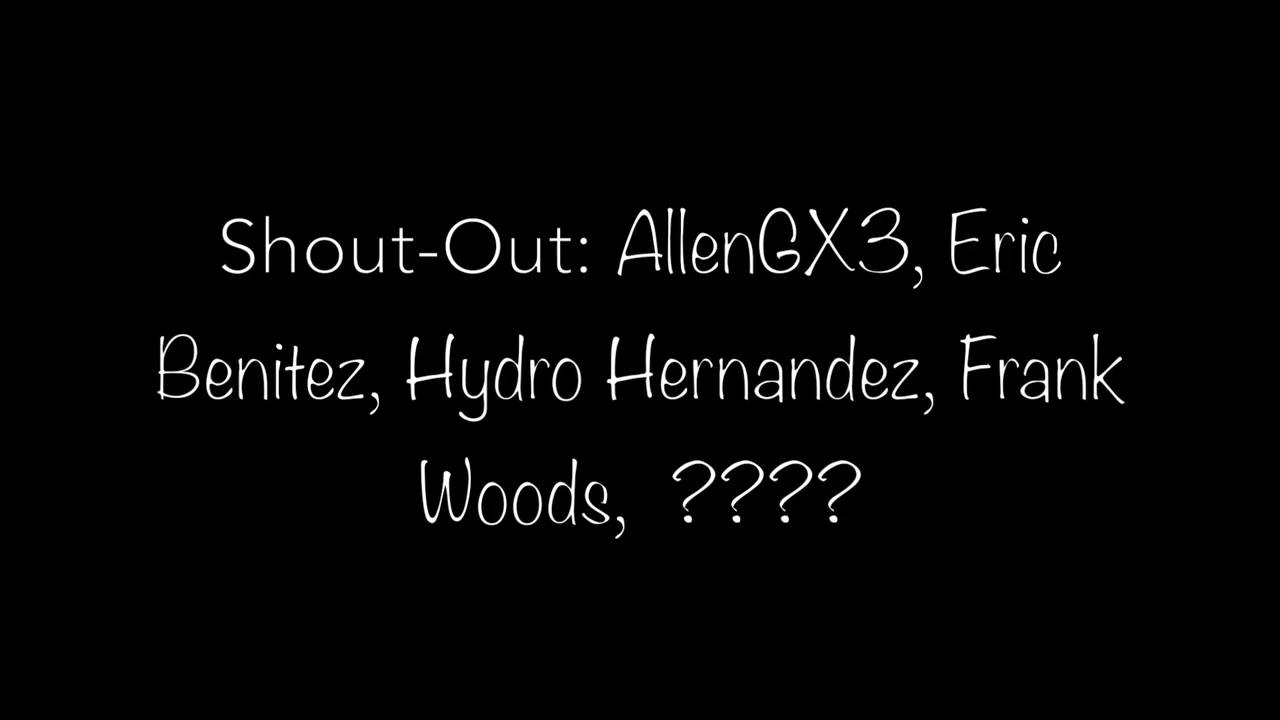 Shout-Out: AllenGX3, Eric
Benitez, Hydro Hernandez, Frank
Woods, ????